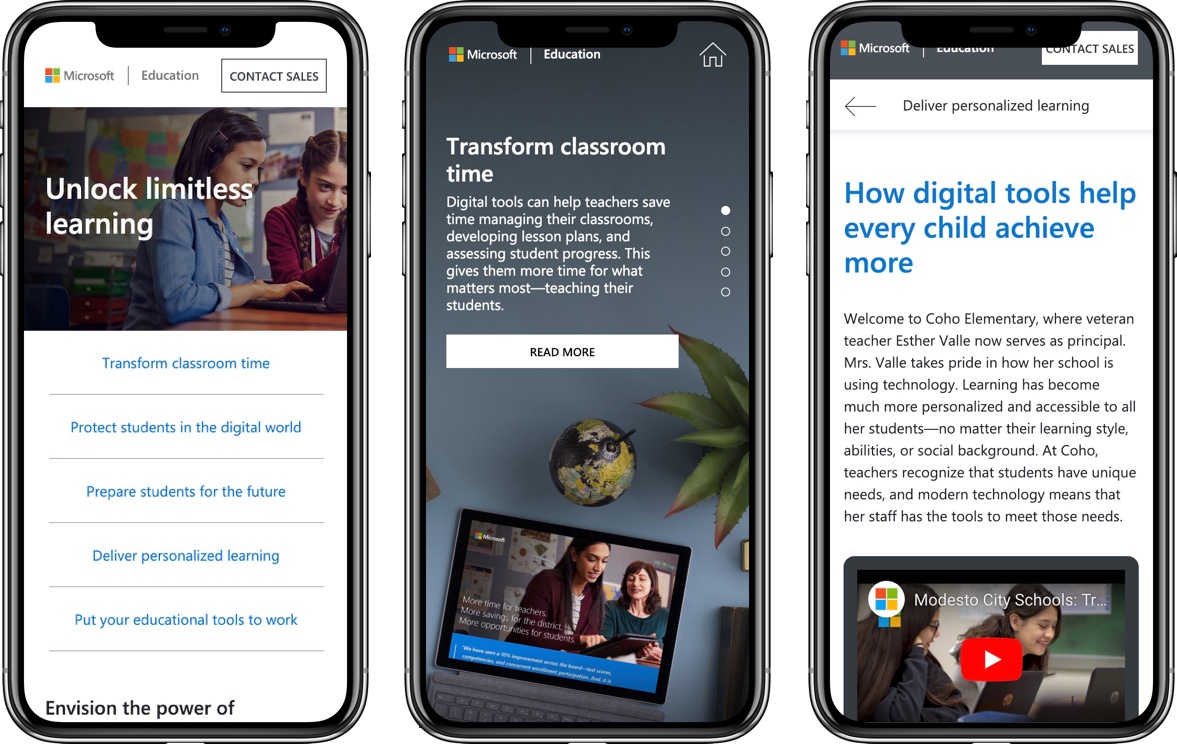 Microsoft | Education
CONTACT SALES
Unlock limitless
learning
Transform classroom time
Protect students in the digital world
Prepare students for the future
Deliver personalized learning
Put your educational tools to work
Envision the power of
Microsoft | Education
Transform classroom
time
Digital tools can help teachers save
time managing their classrooms,
developing lesson plans, and
assessing student progress. This
gives them more time for what
matters most—teaching their
students.
READ MORE
Microsoft
More time for teachers.
More savings for the district.
More opportunities for students.
"We have seen a 10% improvement across the board—test scores,
competencies, and concurrent enrollment participation. And, it is
Microsoft | Education
CONTACT SALES
Deliver personalized learning
How digital tools help
every child achieve
more
Welcome to Coho Elementary, where veteran
teacher Esther Valle now serves as principal.
Mrs. Valle takes pride in how her school is
using technology. Learning has become
much more personalized and accessible to all
her students—no matter their learning style,
abilities, or social background. At Coho,
teachers recognize that students have unique
needs, and modern technology means that
her staff has the tools to meet those needs.
Modesto City Schools: Tr...